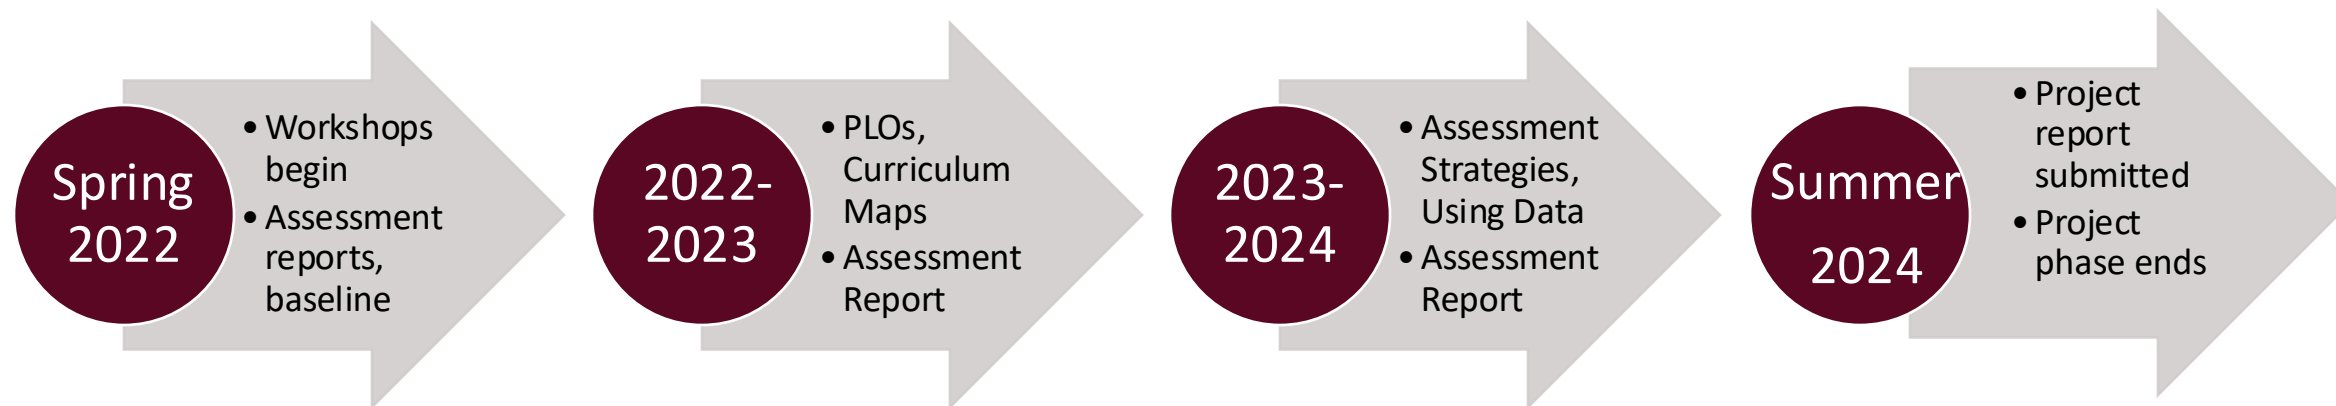 Spring
2022
• Workshops
begin
• Assessment
reports,
baseline
2022-
2023
• PLOs,
Curriculum
Maps
• Assessment
Report
2023-
2024
• Assessment
Strategies,
Using Data
• Assessment
Report
Summer
2024
• Project
report
submitted
• Project
phase ends